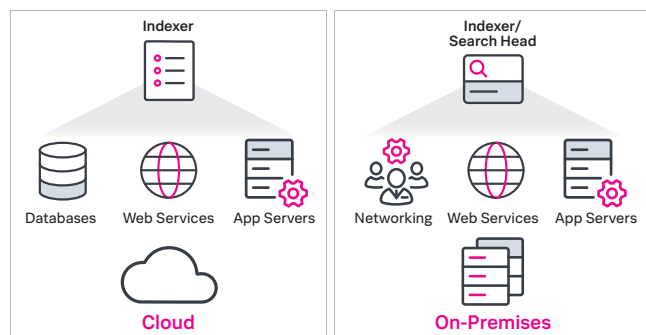 Indexer
Databases
Web Services
App Servers
Cloud
Indexer/
Search Head
Networking
Web Services
App Servers
On-Premises